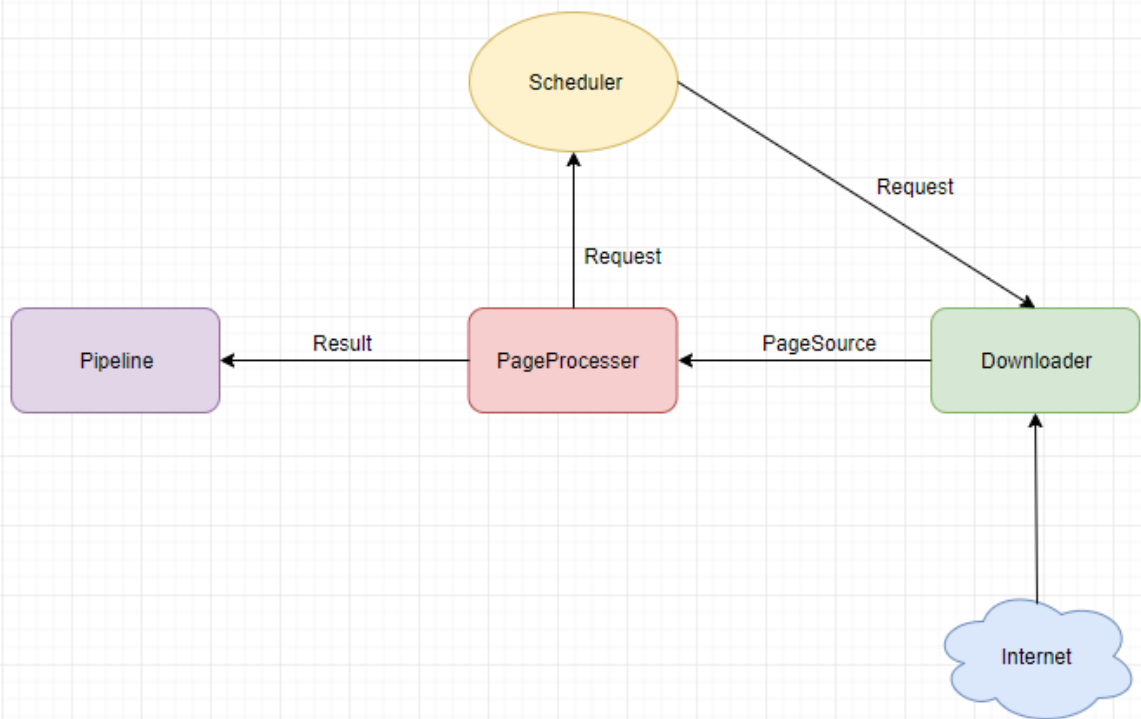 Scheduler
Request
Request
Pipeline
Result
PageProcesser
PageSource
Downloader
Internet